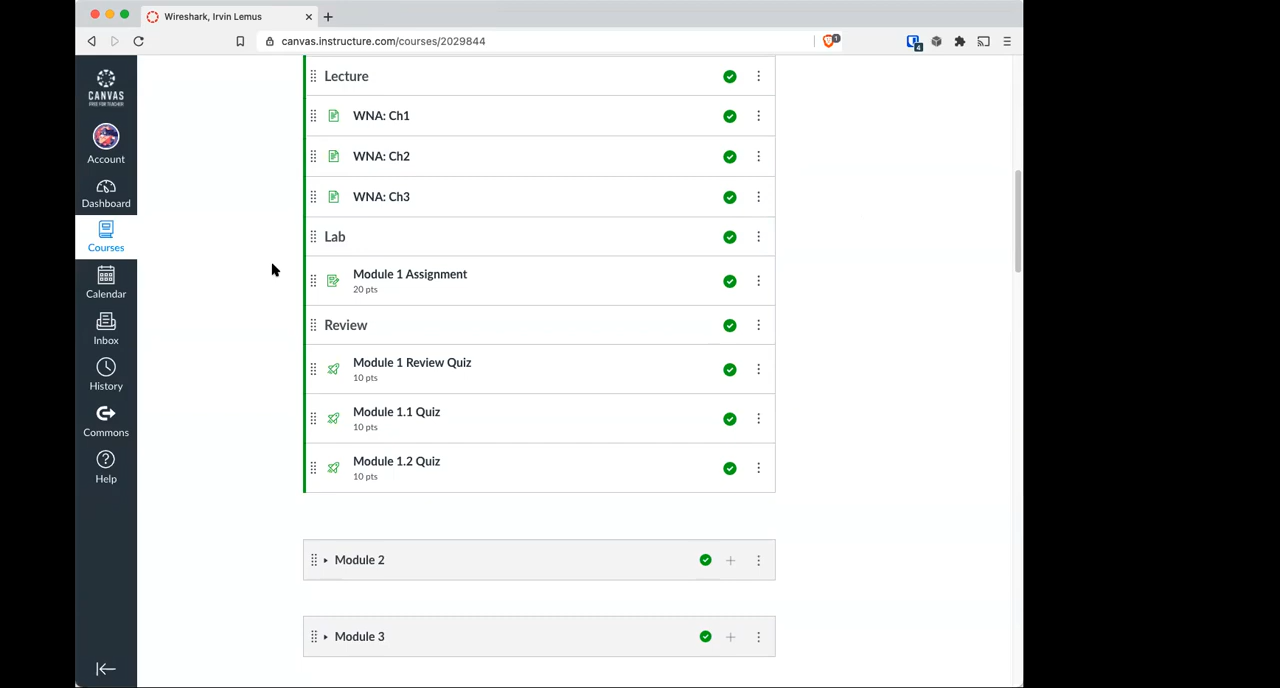 Wireshark, Irvin Lemus
canvas.instructure.com/courses/2029844
1
4
CANVAS
FREE FOR TEACHER
Account
Dashboard
Courses
Calendar
Inbox
History
Commons
Help
Lecture
WNA: Ch1
WNA: Ch2
WNA: Ch3
Lab
Module 1 Assignment
20 pts
Review
Module 1 Review Quiz
10 pts
Module 1.1 Quiz
10 pts
Module 1.2 Quiz
10 pts
Module 2
Module 3